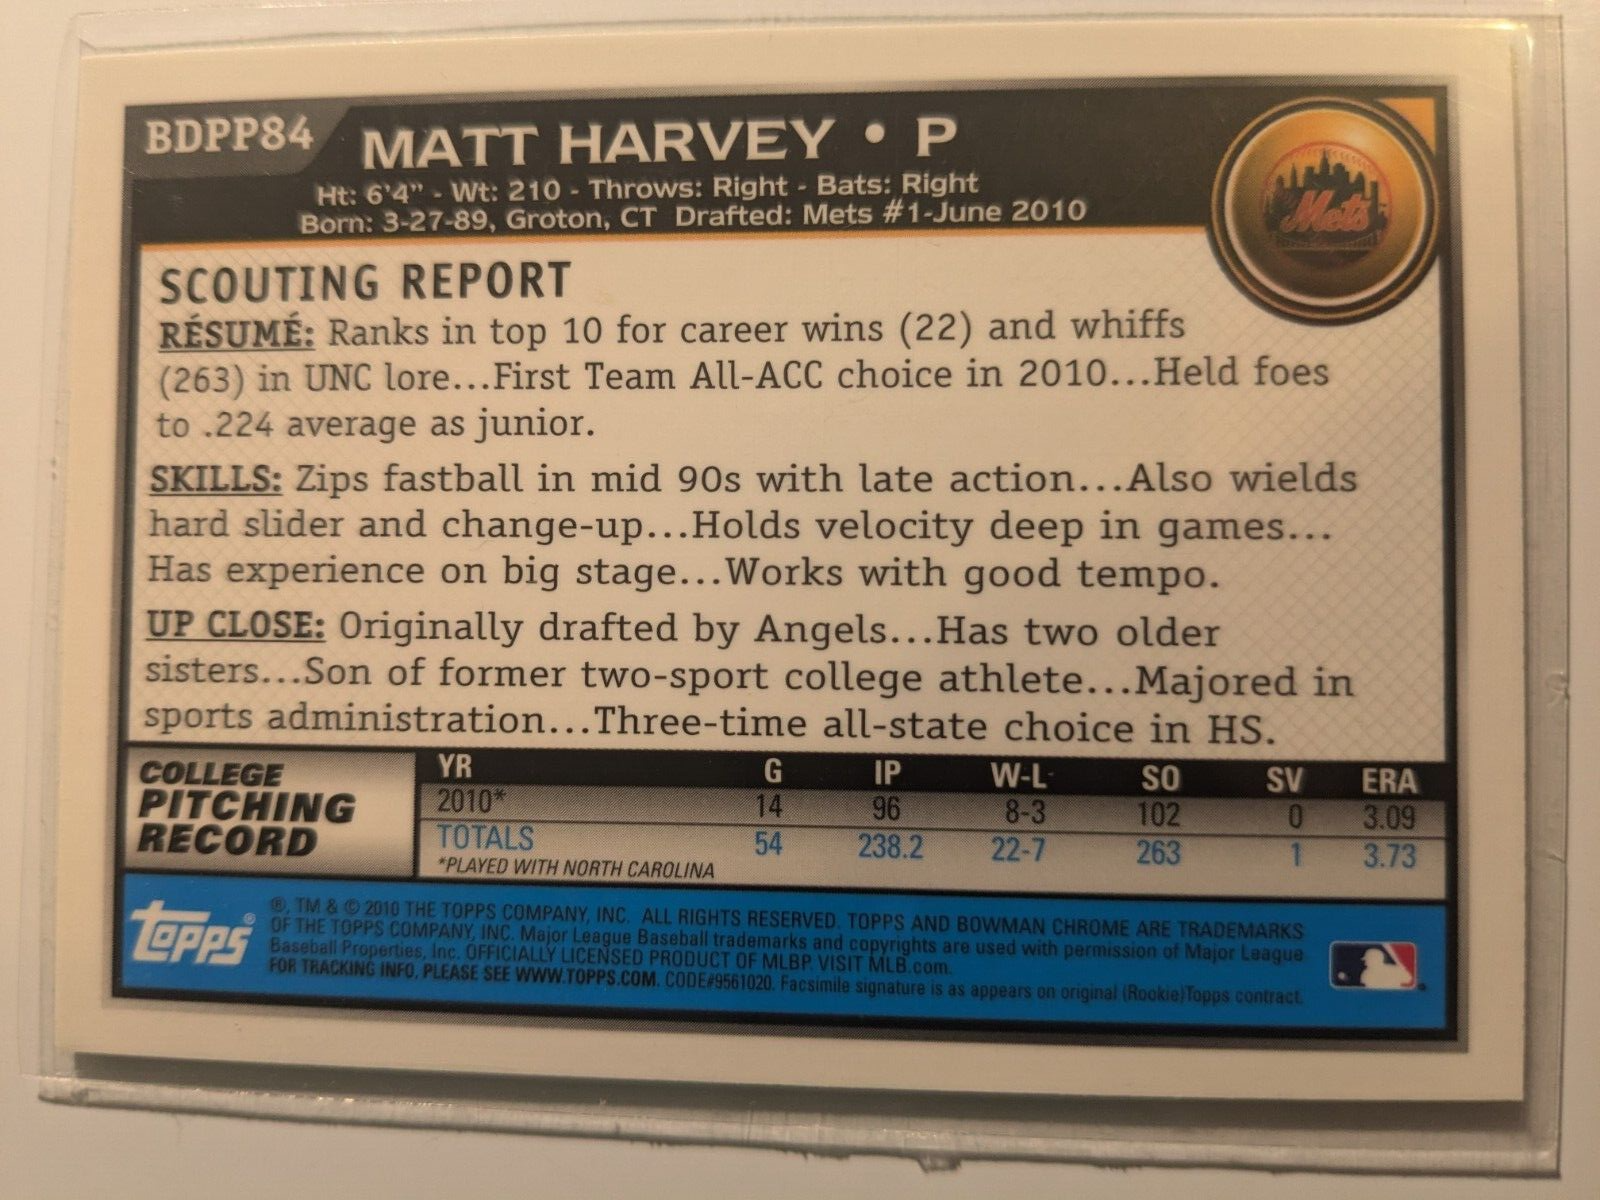 BDPP84
MATT HARVEY • P
Ht: 6'4" - Wt: 210 - Throws: Right - Bats: Right
Born: 3-27-89, Groton, CT Drafted: Mets #1-June 2010
Mets
SCOUTING REPORT
RÉSUMÉ: Ranks in top 10 for career wins (22) and whiffs
(263) in UNC lore...First Team All-ACC choice in 2010...Held foes
to .224 average as junior.
SKILLS: Zips fastball in mid 90s with late action...Also wields
hard slider and change-up...Holds velocity deep in games...
Has experience on big stage...Works with good tempo.
UP CLOSE: Originally drafted by Angels...Has two older
sisters...Son of former two-sport college athlete...Majored in
sports administration...Three-time all-state choice in HS.
COLLEGE
PITCHING
RECORD
YR G IP W-L SO SV ERA
2010* 14 96 8-3 102 0 3.09
TOTALS 54 238.2 22-7 263 1 3.73
*PLAYED WITH NORTH CAROLINA
topps®
®, TM & © 2010 THE TOPPS COMPANY, INC. ALL RIGHTS RESERVED. TOPPS AND BOWMAN CHROME ARE TRADEMARKS
OF THE TOPPS COMPANY, INC. Major League Baseball trademarks and copyrights are used with permission of Major League
Baseball Properties, Inc. OFFICIALLY LICENSED PRODUCT OF MLBP. VISIT MLB.com.
FOR TRACKING INFO, PLEASE SEE WWW.TOPPS.COM. CODE#9561020. Facsimile signature is as appears on original (Rookie)Topps contract.